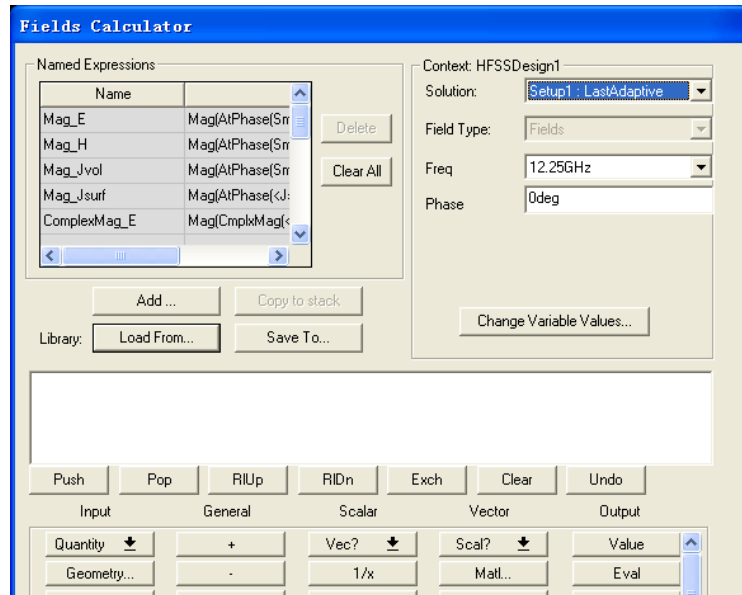 Fields Calculator
Named Expressions
Name
Mag_E Mag(AtPhase(Sm
Mag_H Mag(AtPhase(Sm
Mag_Jvol Mag(AtPhase(Sm
Mag_Jsurf Mag(AtPhase(<J
ComplexMag_E Mag(CmplxMag(<
Delete
Clear All
Context: HFSSDesign1
Solution: Setup1 : LastAdaptive
Field Type: Fields
Freq 12.25GHz
Phase 0deg
Change Variable Values...
Add ... Copy to stack
Library: Load From... Save To...
Push Pop RlUp RlDn Exch Clear Undo
Input General Scalar Vector Output
Quantity + Vec? Scal? Value
Geometry... - 1/x Matl... Eval